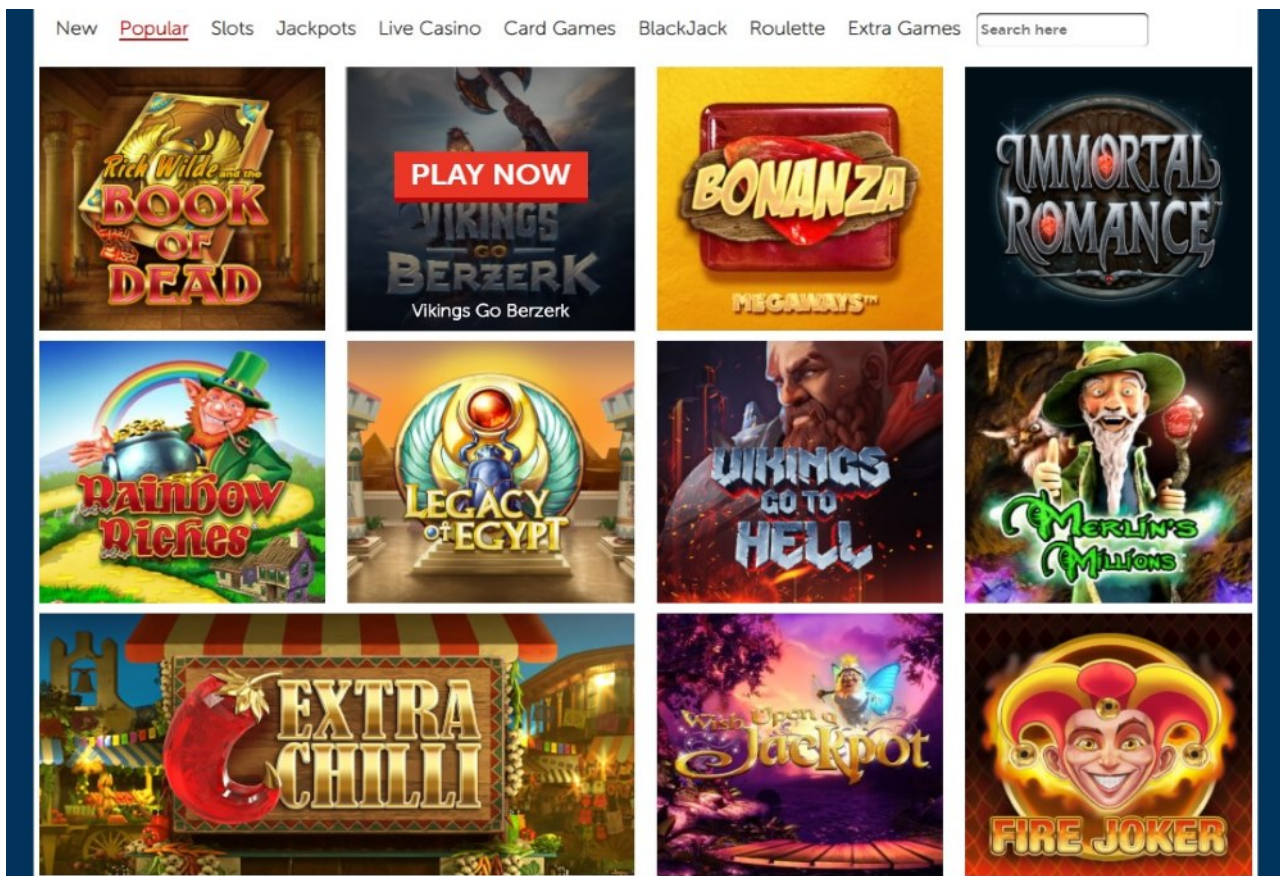 New Popular Slots Jackpots Live Casino Card Games BlackJack Roulette Extra Games Search here
Rich Wilde and the
BOOK
OF
DEAD
PLAY NOW
VIKINGS
GO
BERZERK
Vikings Go Berzerk
BONANZA
MEGAWAYS™
IMMORTAL
ROMANCE
Rainbow
Riches
LEGACY
of EGYPT
VIKINGS
GO TO
HELL
MERLIN'S
MILLIONS
EXTRA
CHILLI
Wish Upon a
Jackpot
FIRE JOKER